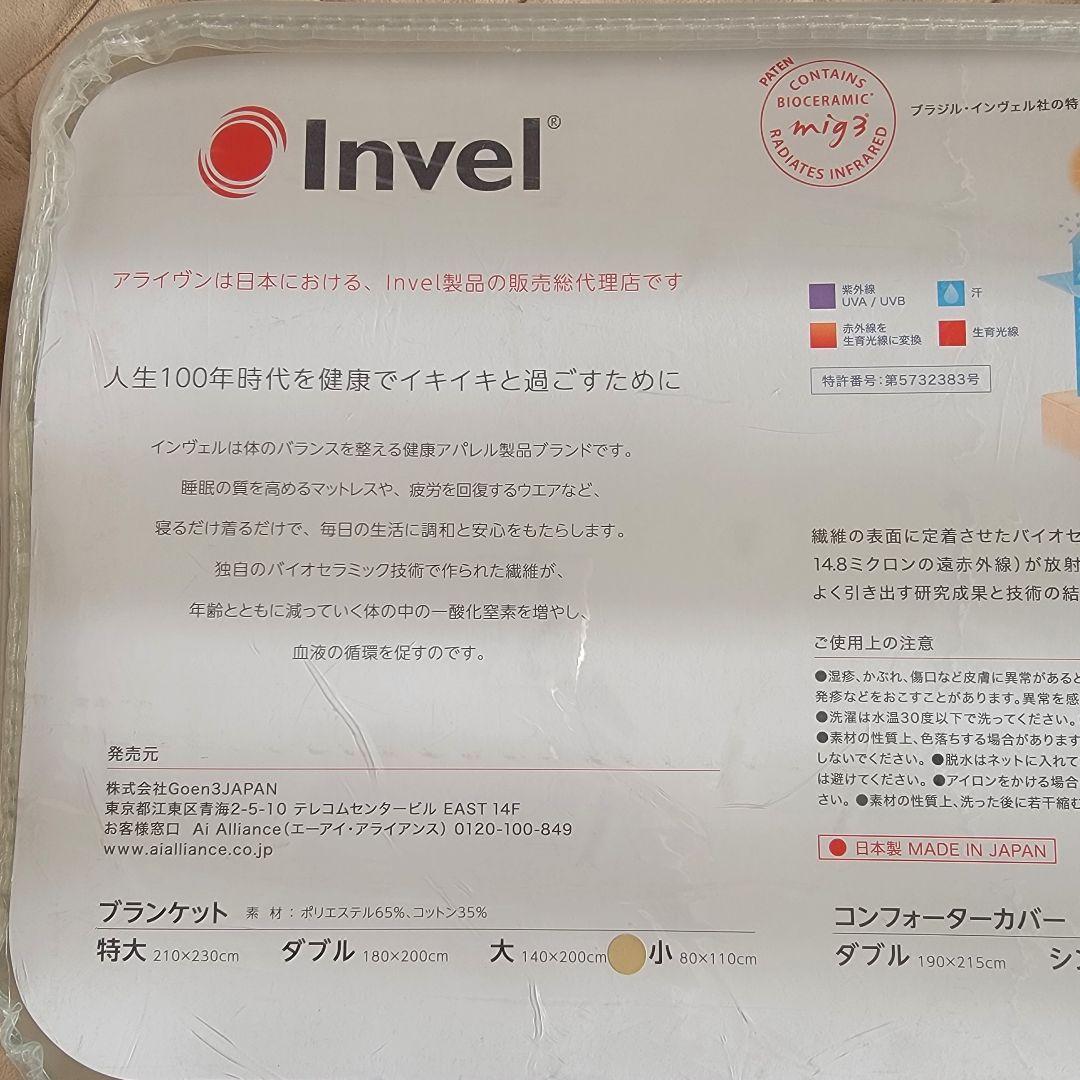 Invel®
アライヴンは日本における、Invel製品の販売総代理店です
人生100年時代を健康でイキイキと過ごすために
インヴェルは体のバランスを整える健康アパレル製品ブランドです。
睡眠の質を高めるマットレスや、疲労を回復するウエアなど、
寝るだけ着るだけで、毎日の生活に調和と安心をもたらします。
独自のバイオセラミック技術で作られた繊維が、
年齢とともに減っていく体の中の一酸化窒素を増やし、
血液の循環を促すのです。
発売元
株式会社Goen3JAPAN
東京都江東区青海2-5-10 テレコムセンタービル EAST 14F
お客様窓口 Ai Alliance(エーアイ・アライアンス) 0120-100-849
www.aialliance.co.jp
ブランケット 素 材 : ポリエステル65%、コットン35%
特大 210×230cm ダブル 180×200cm 大 140×200cm 小 80×110cm
PATEN
CONTAINS
BIOCERAMIC®
mig3®
RADIATES INFRARED
ブラジル・インヴェル社の特
紫外線
UVA / UVB
汗
赤外線を
生育光線に変換
生育光線
特許番号:第5732383号
繊維の表面に定着させたバイオセ
14.8ミクロンの遠赤外線)が放射
よく引き出す研究成果と技術の結
ご使用上の注意
●湿疹、かぶれ、傷口など皮膚に異常があると
発疹などをおこすことがあります。異常を感
●洗濯は水温30度以下で洗ってください。
●素材の性質上、色落ちする場合があります
しないでください。●脱水はネットに入れて
は避けてください。●アイロンをかける場合
さい。●素材の性質上、洗った後に若干縮む
日本製 MADE IN JAPAN
コンフォーターカバー
ダブル 190×215cm シン